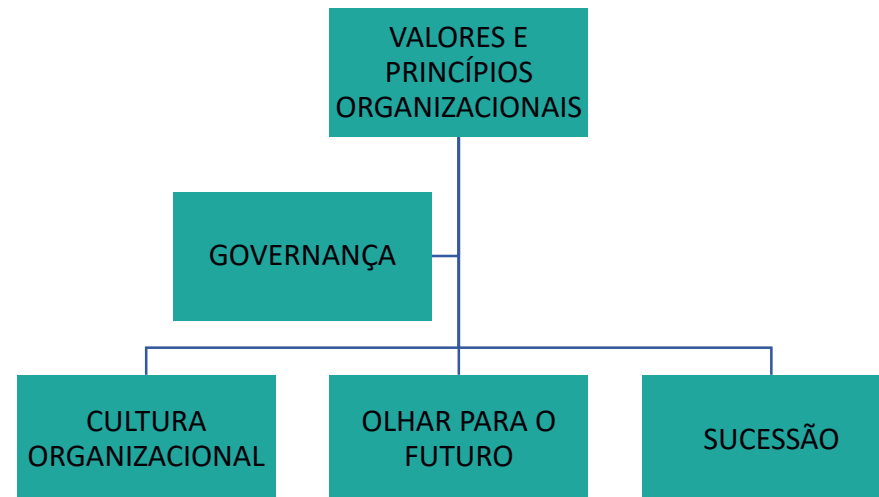 VALORES E
PRINCÍPIOS
ORGANIZACIONAIS
GOVERNANÇA
CULTURA
ORGANIZACIONAL
OLHAR PARA O
FUTURO
SUCESSÃO